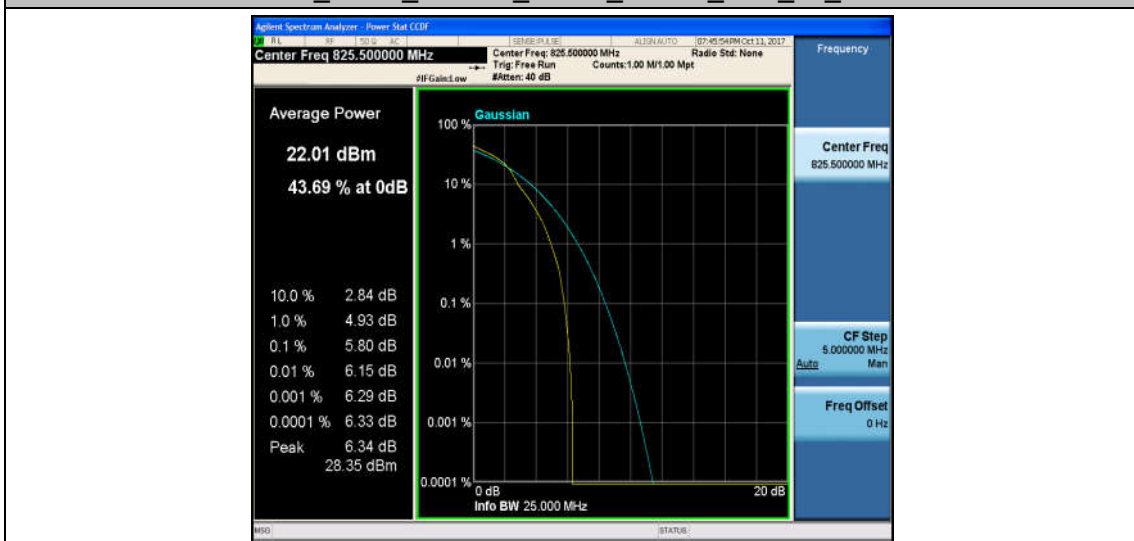 Agilent Spectrum Analyzer - Power Stat CCDF
RL RF 50 Ω AC SENSE:PULSE ALIGN AUTO 07:45:54 PM Oct 11, 2017
Center Freq 825.500000 MHz
Center Freq: 825.500000 MHz Radio Std: None
Trig: Free Run Counts:1.00 M/1.00 Mpt
#IFGain:Low #Atten: 40 dB
Frequency
Average Power
22.01 dBm
43.69 % at 0dB
10.0 % 2.84 dB
1.0 % 4.93 dB
0.1 % 5.80 dB
0.01 % 6.15 dB
0.001 % 6.29 dB
0.0001 % 6.33 dB
Peak 6.34 dB
28.35 dBm
Gaussian
100 %
10 %
1 %
0.1 %
0.01 %
0.001 %
0.0001 %
0 dB 20 dB
Info BW 25.000 MHz
Center Freq
825.500000 MHz
CF Step
5.000000 MHz
Auto Man
Freq Offset
0 Hz
MSG STATUS